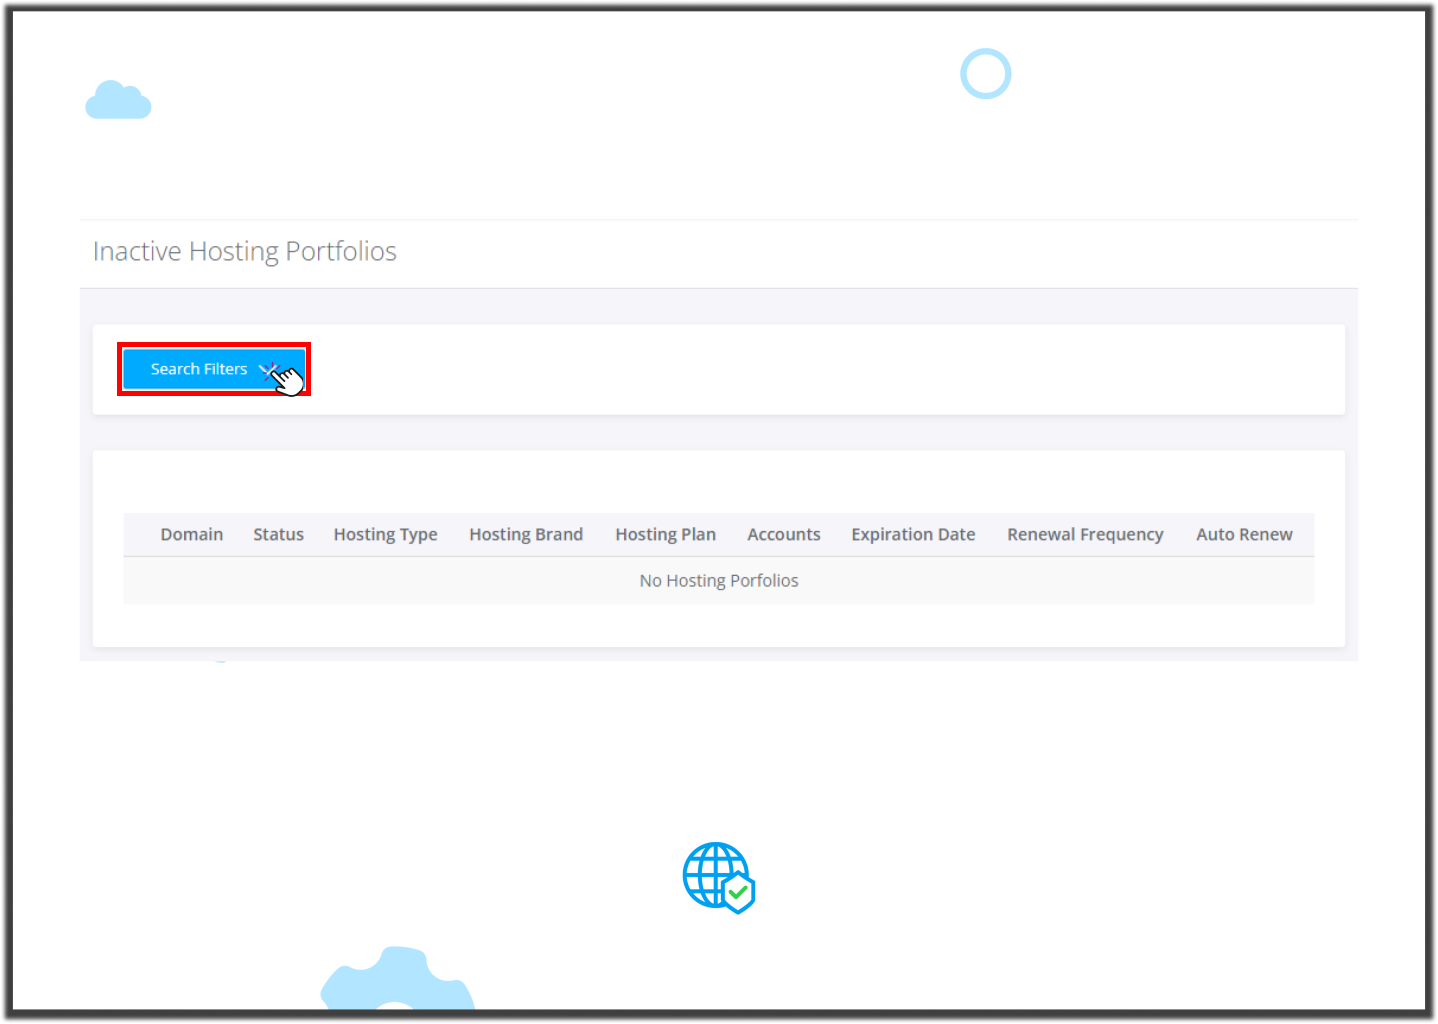 Inactive Hosting Portfolios
Search Filters
Domain Status Hosting Type Hosting Brand Hosting Plan Accounts Expiration Date Renewal Frequency Auto Renew
No Hosting Porfolios